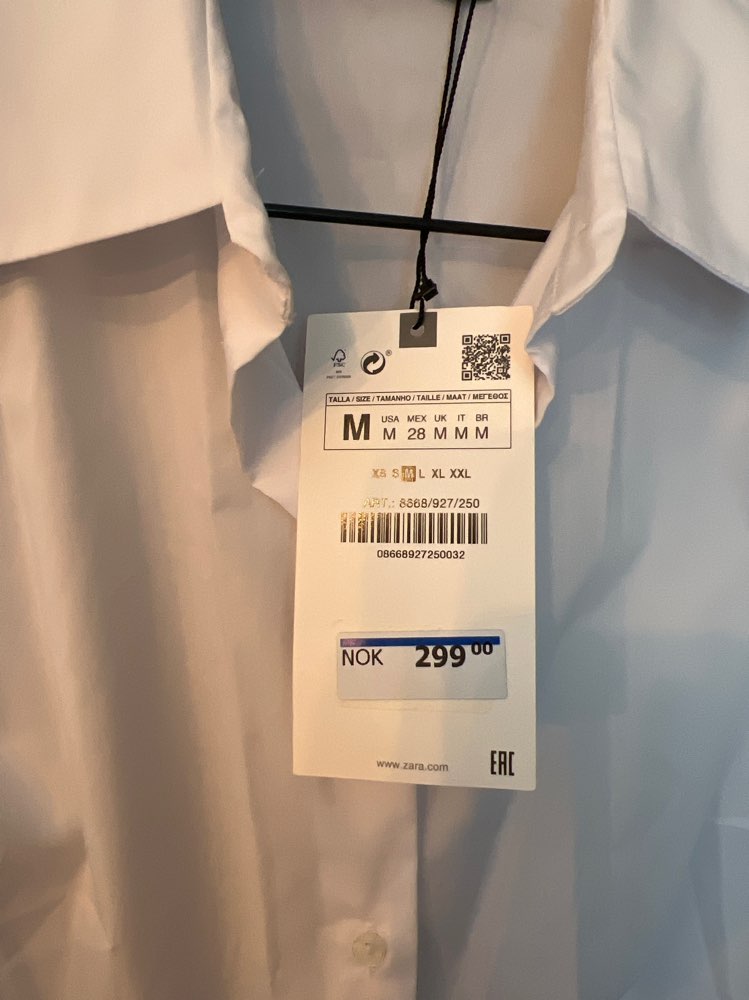 FSC
TALLA / SIZE / TAMANHO / TAILLE / MAAT / ΜΕΓΕΘΟΣ
M USA MEX UK IT BR
M 28 M M M
XS S M L XL XXL
ART.: 8668/927/250
08668927250032
NOK 299 00
www.zara.com
EAC